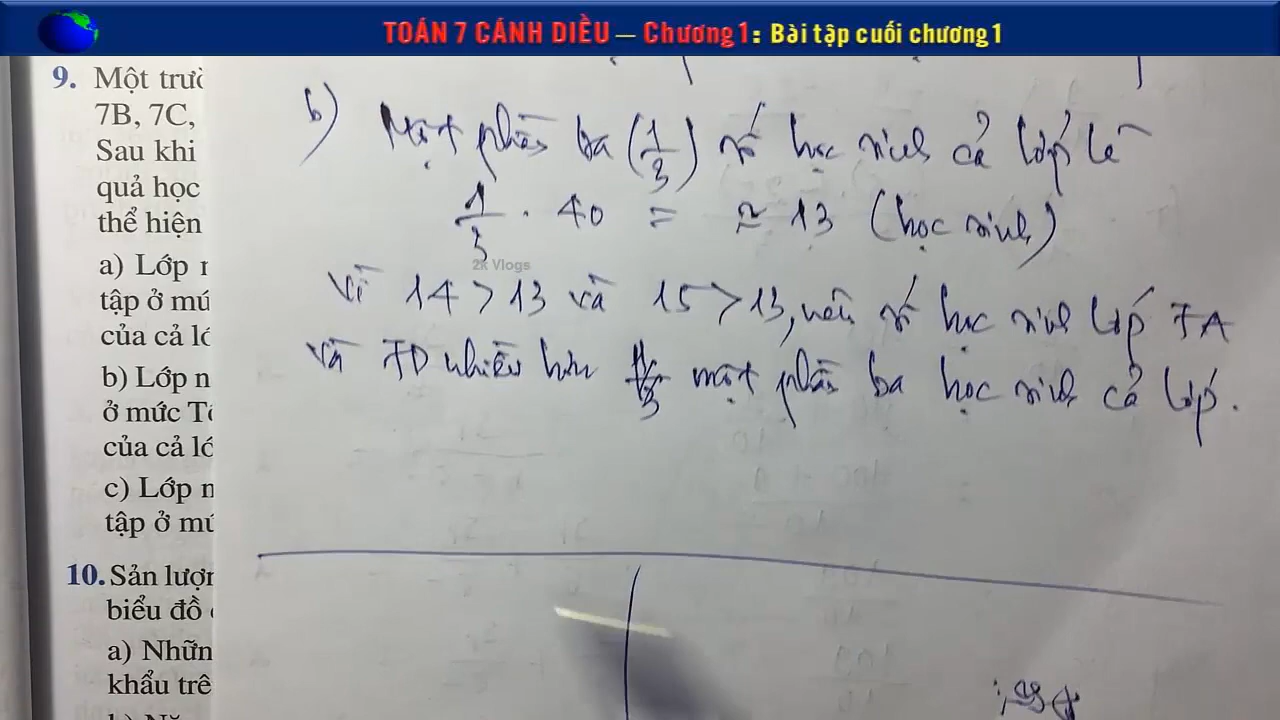 TOÁN 7 CÁNH DIỀU – Chương 1: Bài tập cuối chương 1
9. Một trườ
7B, 7C,
Sau khi
quả học
thể hiện
a) Lớp n
tập ở mú
của cả lớ
b) Lớp n
ở mức Tố
của cả lớ
c) Lớp n
tập ở mú
10. Sản lượn
biểu đồ
a) Nhữn
khẩu trê
b) Một phần ba (1/3) số học sinh cả lớp là
1/3 . 40 = ≈ 13 (học sinh)
2k Vlogs
Vì 14 > 13 và 15 > 13, nên số học sinh lớp 7A
và 7D nhiều hơn một phần ba học sinh cả lớp.